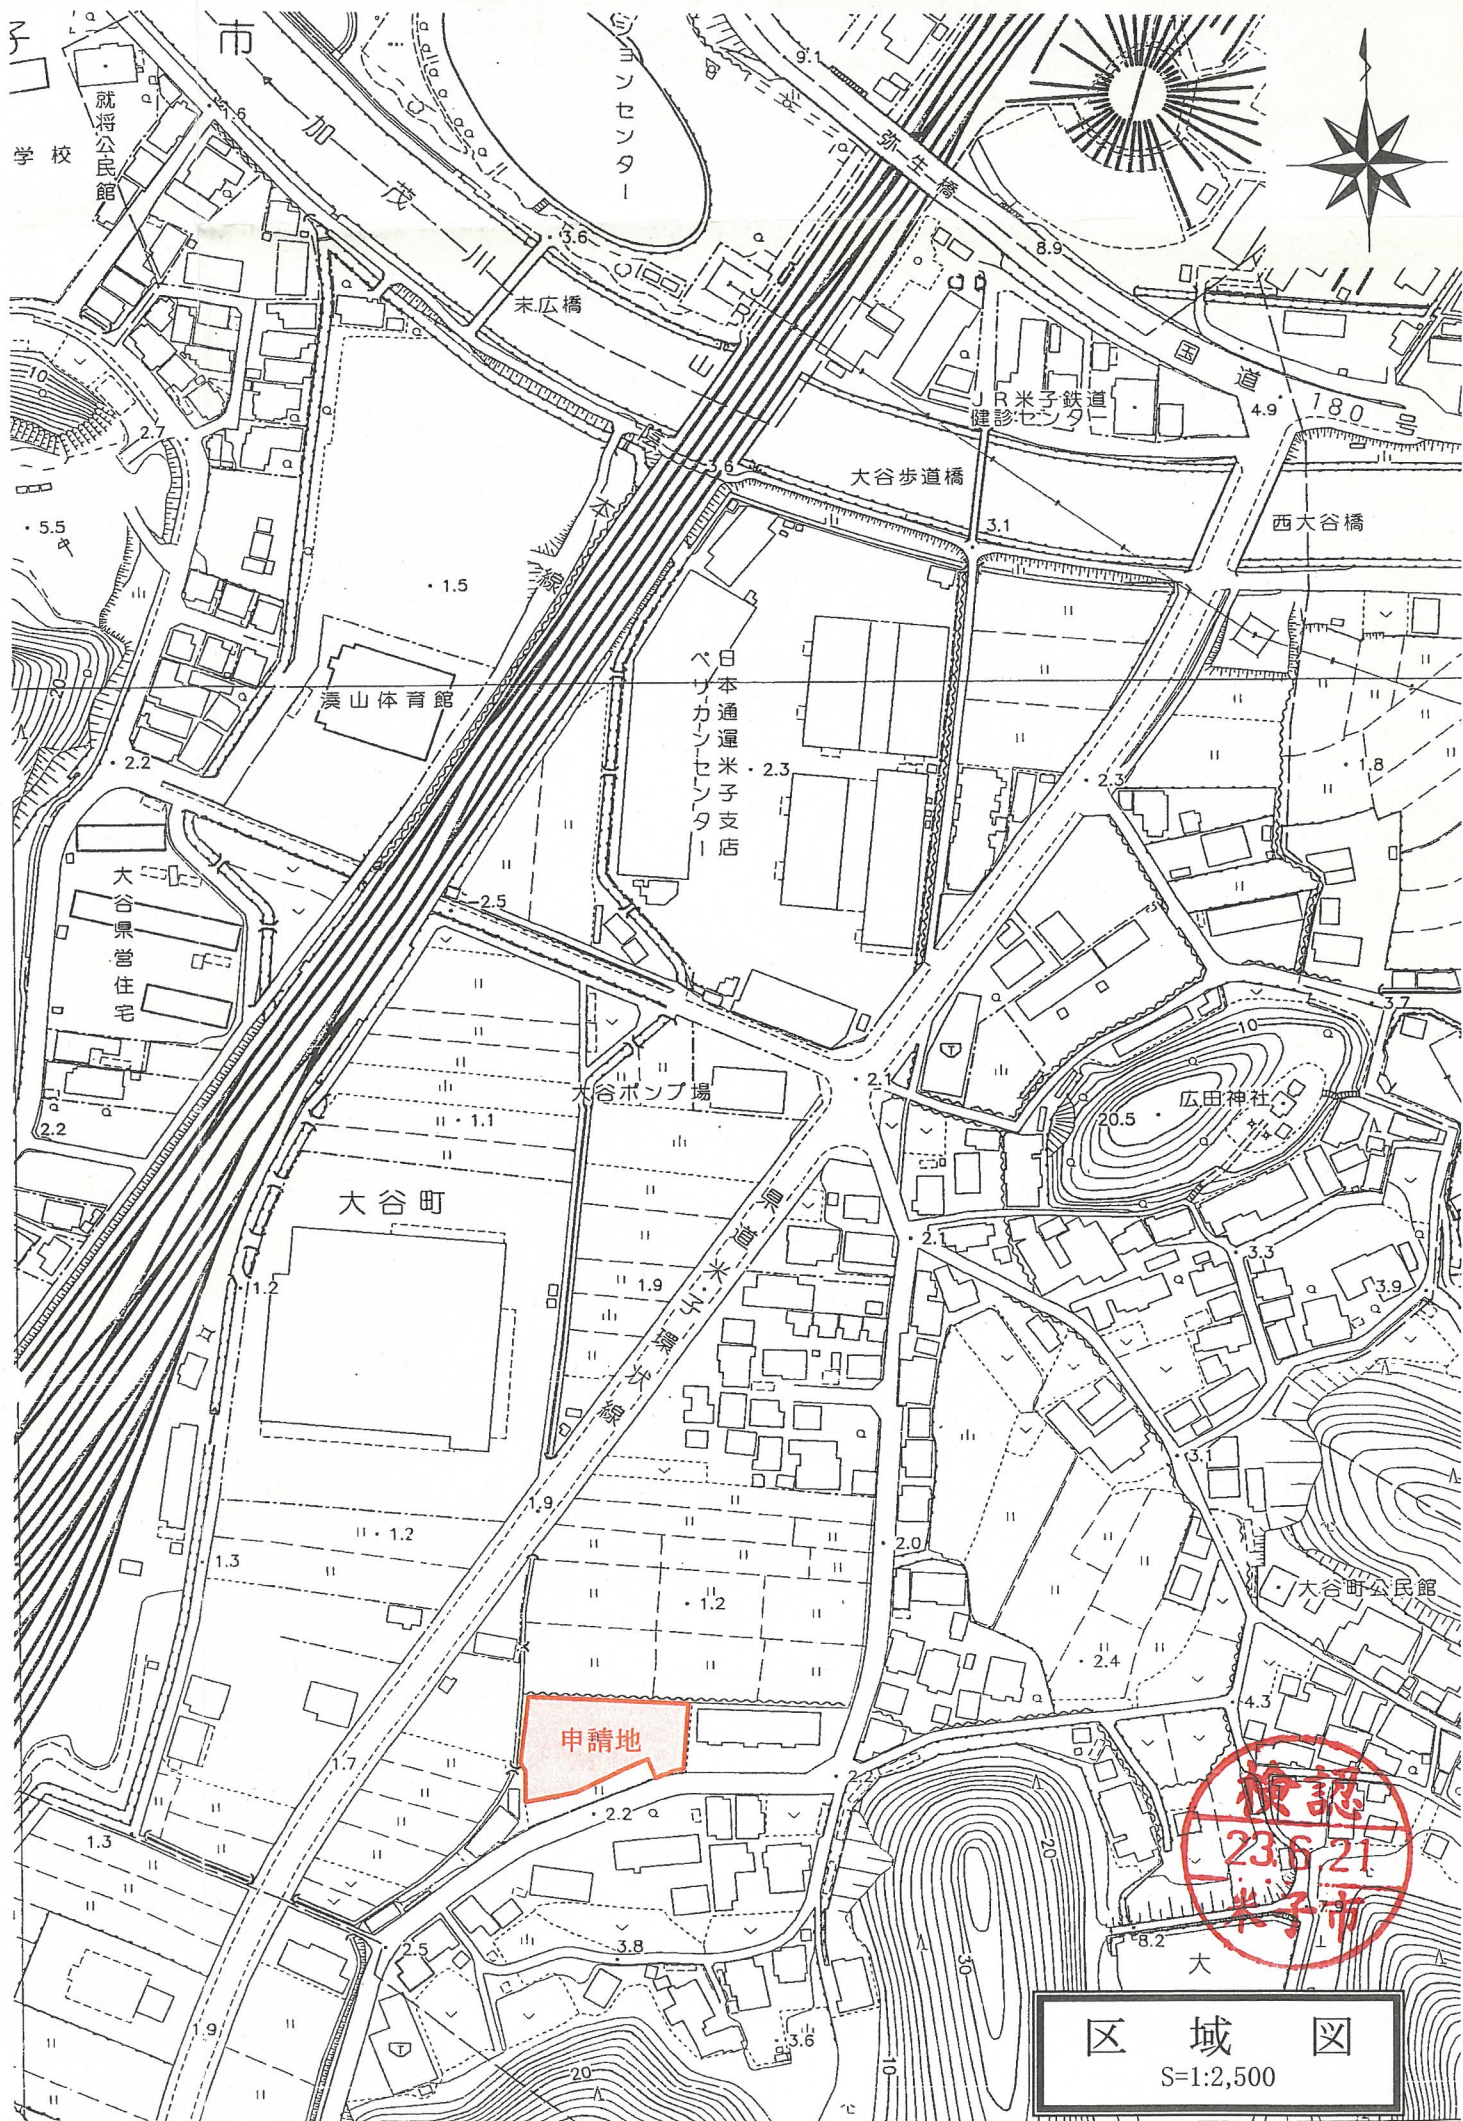 子
市
就将公民館
学校
1.6
加茂川
ションセンター
9.1
弥生橋
8.9
3.6
末広橋
山
JR
国道180号
4.9
JR米子鉄道
健診センター
10
2.7
3.6
大谷歩道橋
3.1
西大谷橋
本
線
5.5
1.5
20
湊山体育館
日本通運米子支店
ペリカンセンター
2.3
2.3
1.8
2.2
大谷県営住宅
2.5
3.7
10
大谷ポンプ場
2.1
広田神社
20.5
2.2
1.1
大谷町
県道米子環状線
2.1
3.3
3.9
1.2
1.9
3.1
1.9
1.2
1.3
2.0
1.2
大谷町公民館
2.4
4.3
申請地
1.7
2.2
2.2
検認
23.6.21
米子市
1.3
20
30
2.5
3.8
8.2
大
1.9
3.6
20
10
区域図
S=1:2,500